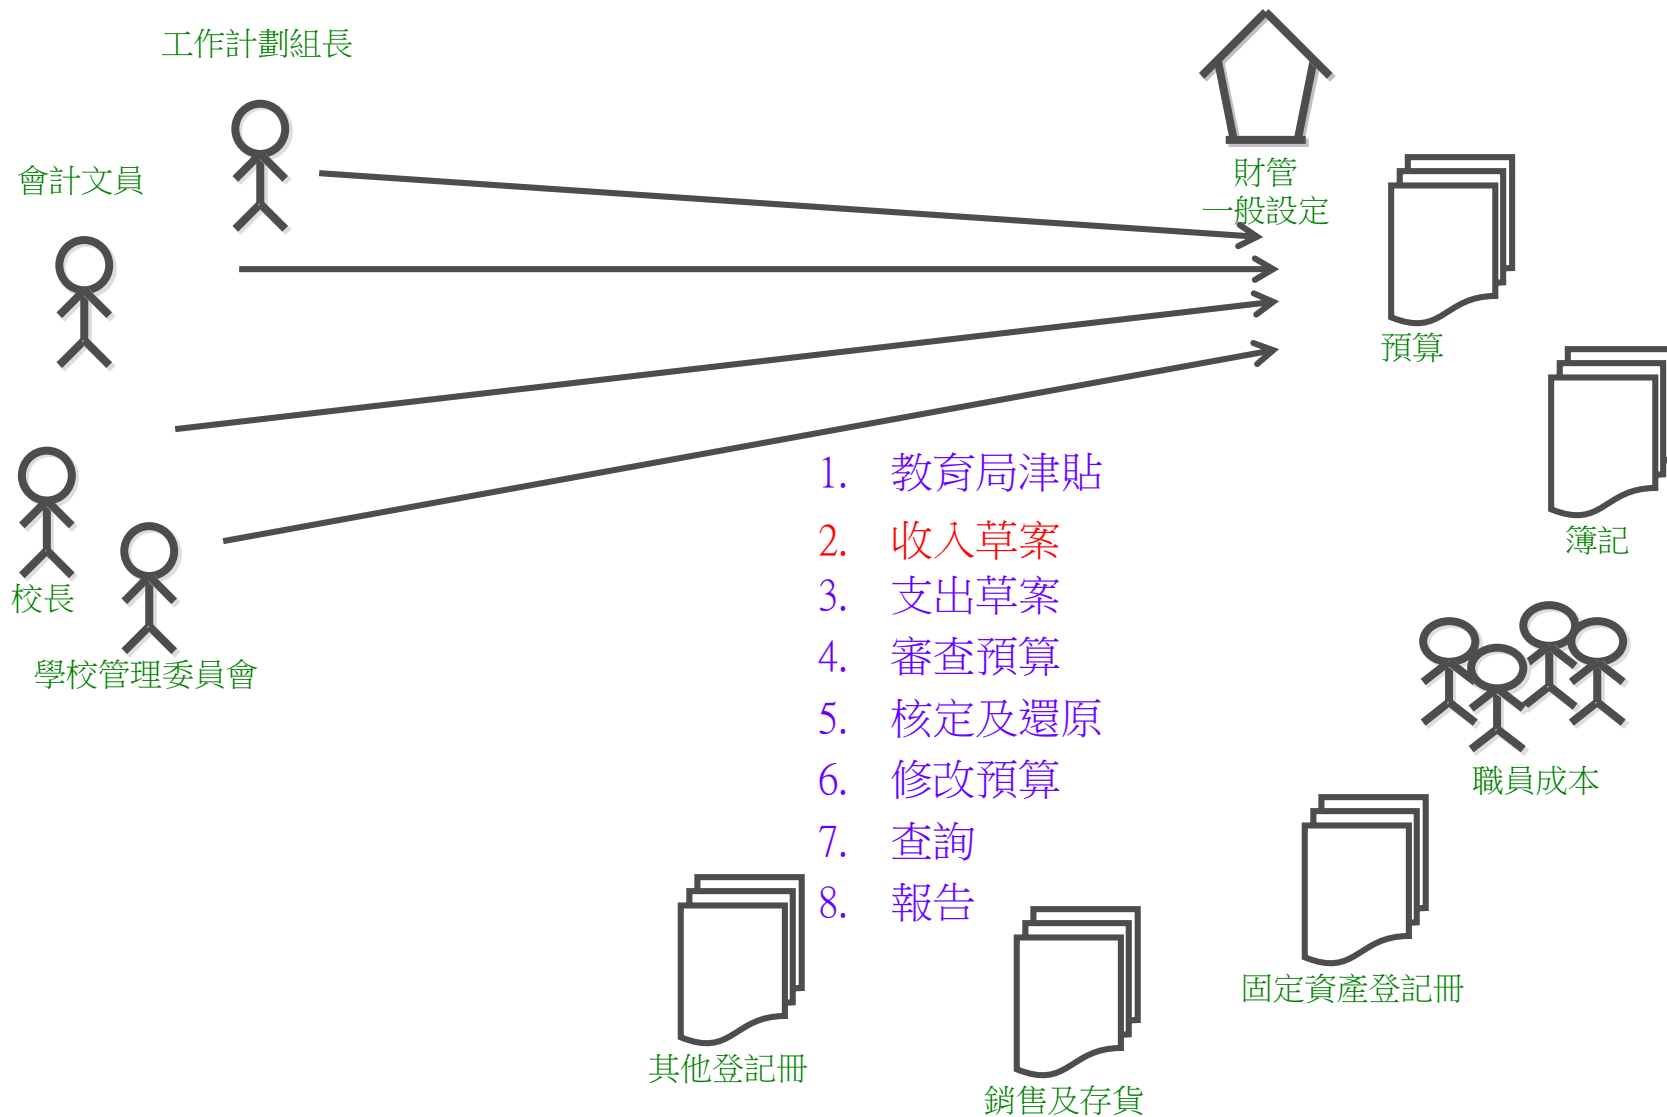 工作計劃組長
會計文員
財管
一般設定
預算
簿記
1. 教育局津貼
2. 收入草案
3. 支出草案
4. 審查預算
5. 核定及還原
6. 修改預算
7. 查詢
8. 報告
校長
學校管理委員會
職員成本
固定資產登記冊
其他登記冊
銷售及存貨